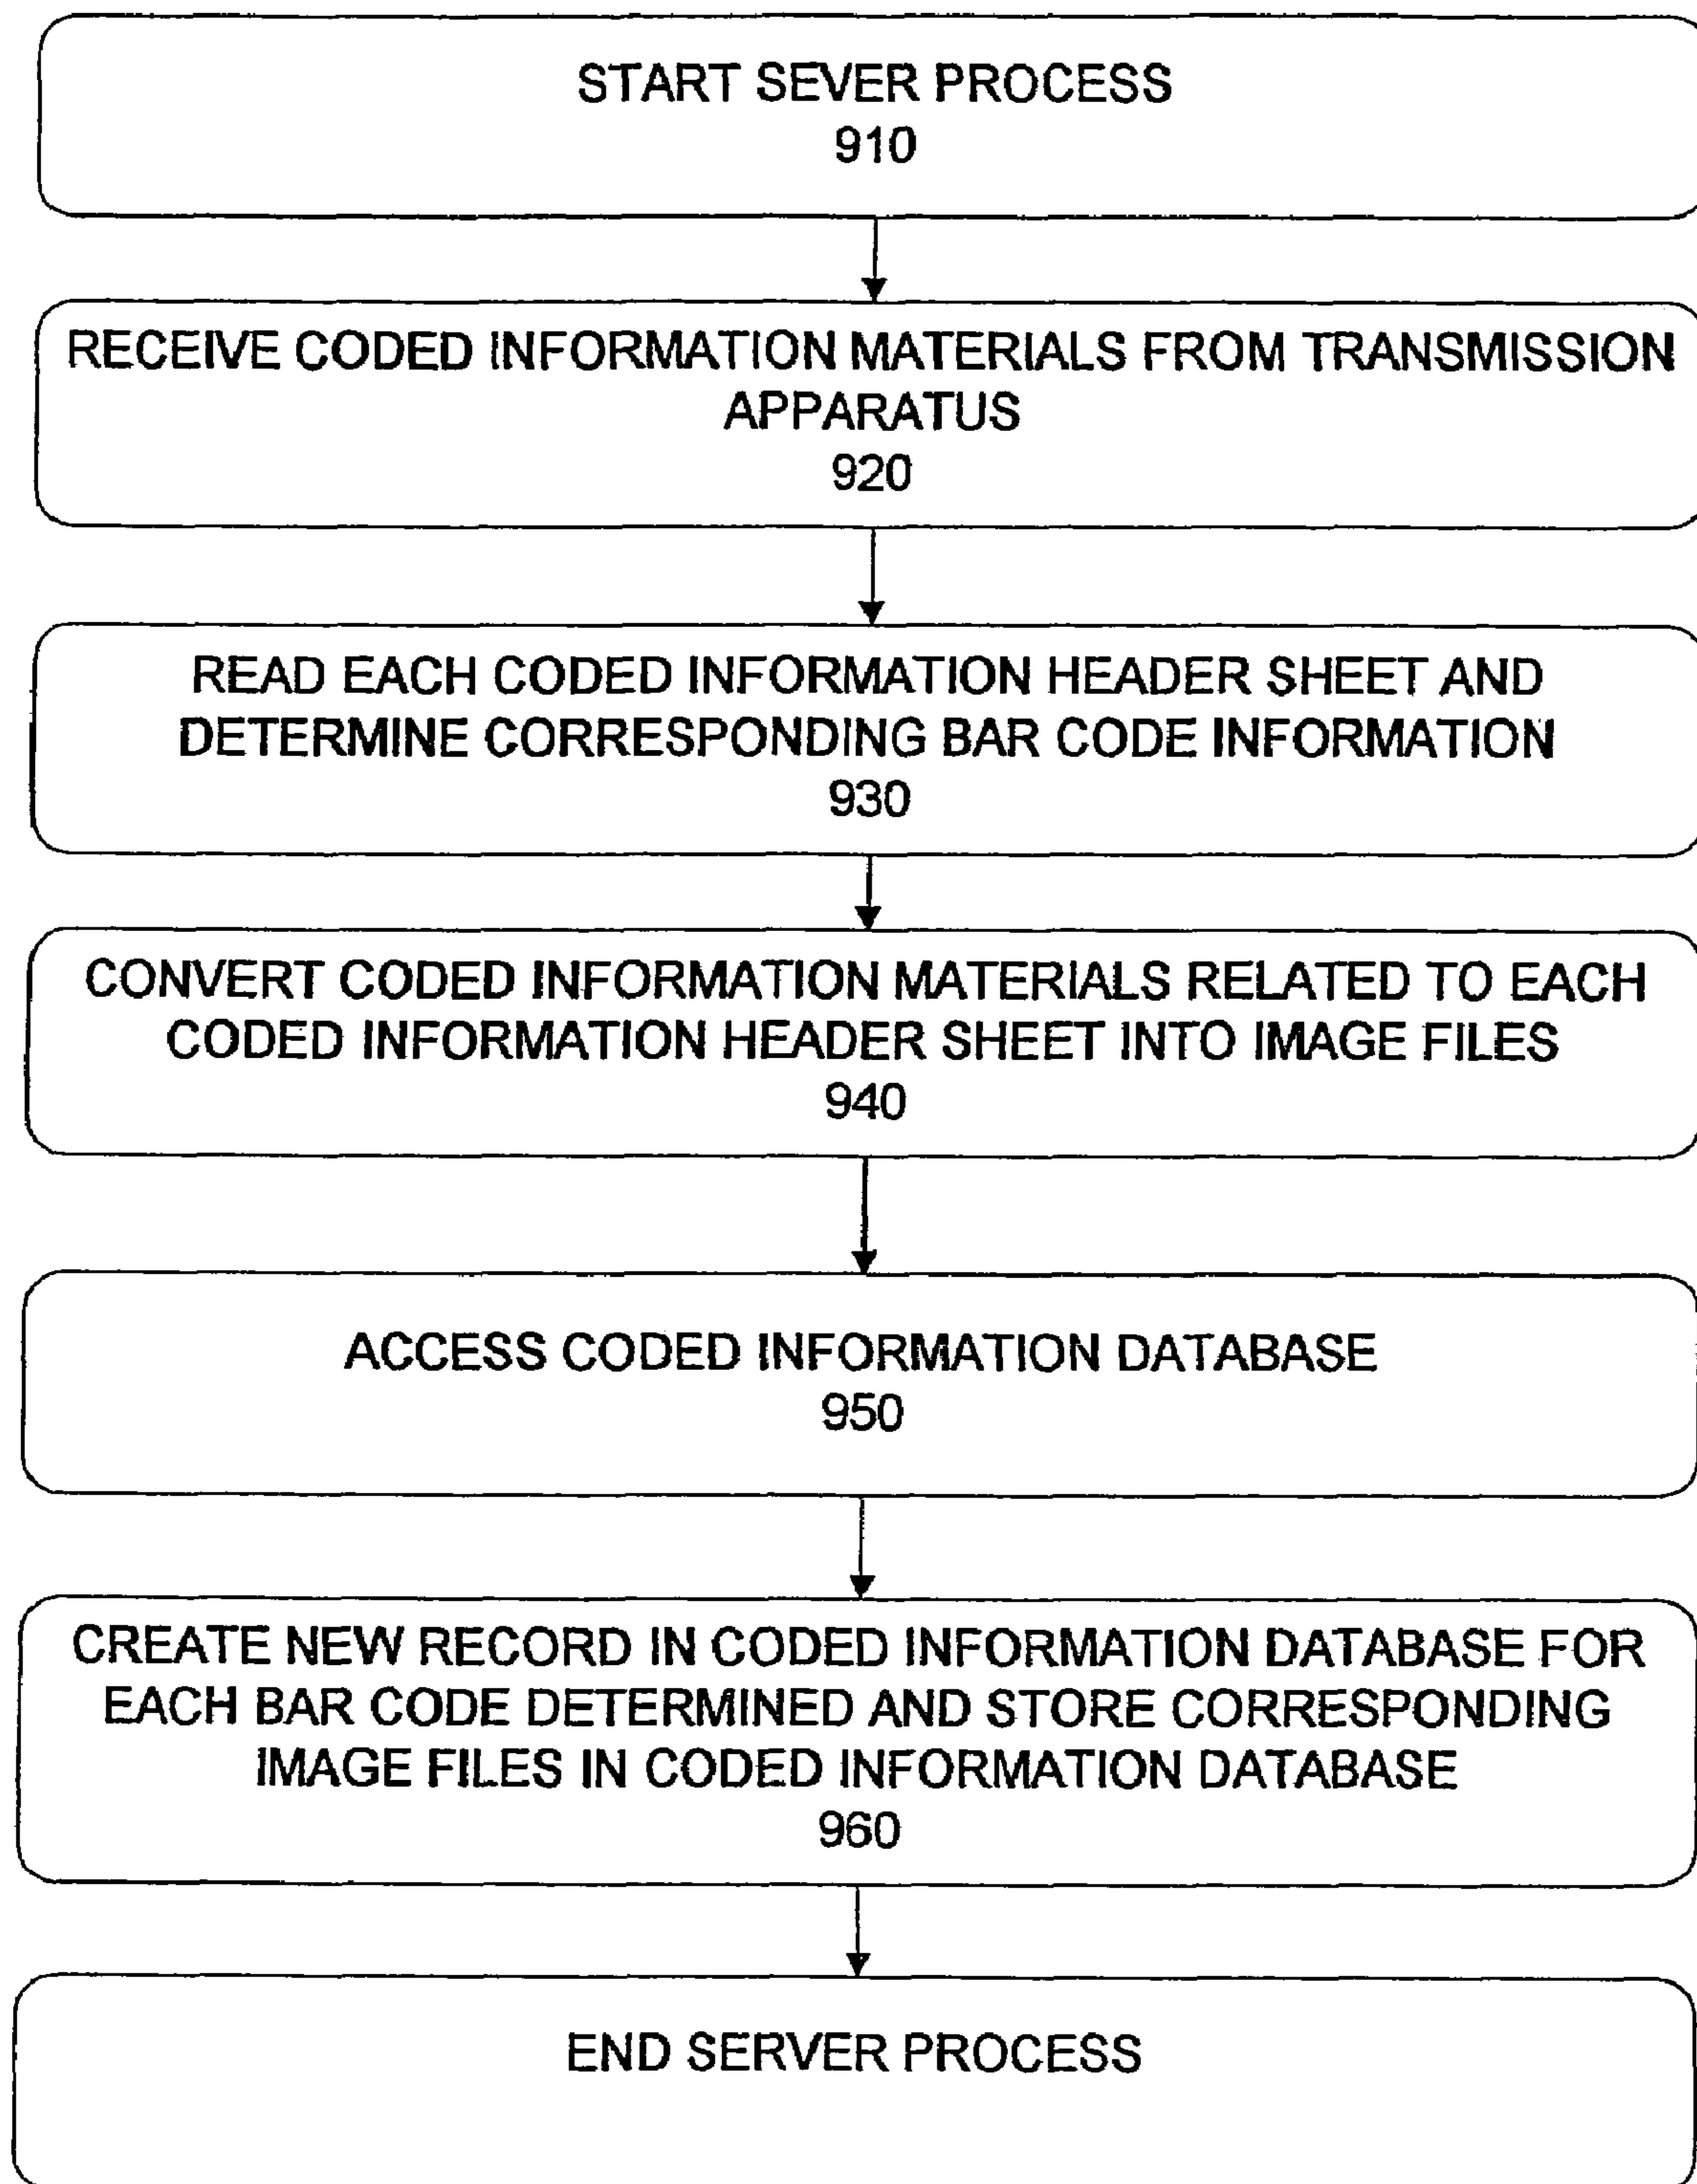 START SEVER PROCESS
910
RECEIVE CODED INFORMATION MATERIALS FROM TRANSMISSION
APPARATUS
920
READ EACH CODED INFORMATION HEADER SHEET AND
DETERMINE CORRESPONDING BAR CODE INFORMATION
930
CONVERT CODED INFORMATION MATERIALS RELATED TO EACH
CODED INFORMATION HEADER SHEET INTO IMAGE FILES
940
ACCESS CODED INFORMATION DATABASE
950
CREATE NEW RECORD IN CODED INFORMATION DATABASE FOR
EACH BAR CODE DETERMINED AND STORE CORRESPONDING
IMAGE FILES IN CODED INFORMATION DATABASE
960
END SERVER PROCESS